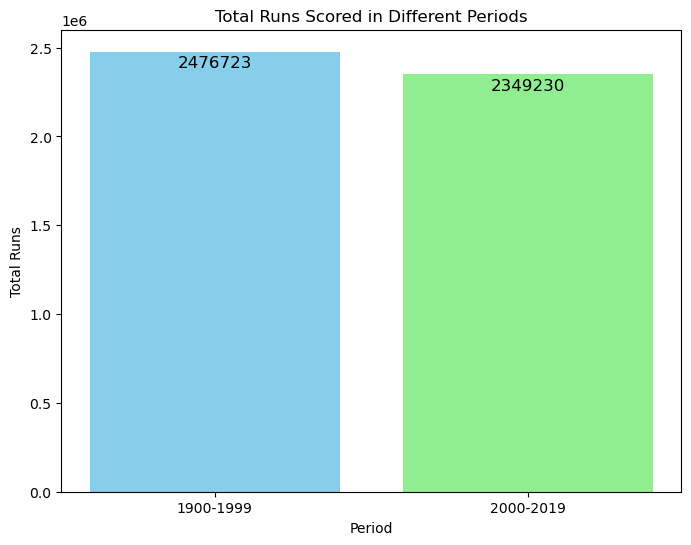 Total Runs Scored in Different Periods
1e6
2476723
2349230
2.5
2.0
1.5
1.0
0.5
0.0
Total Runs
1900-1999
2000-2019
Period